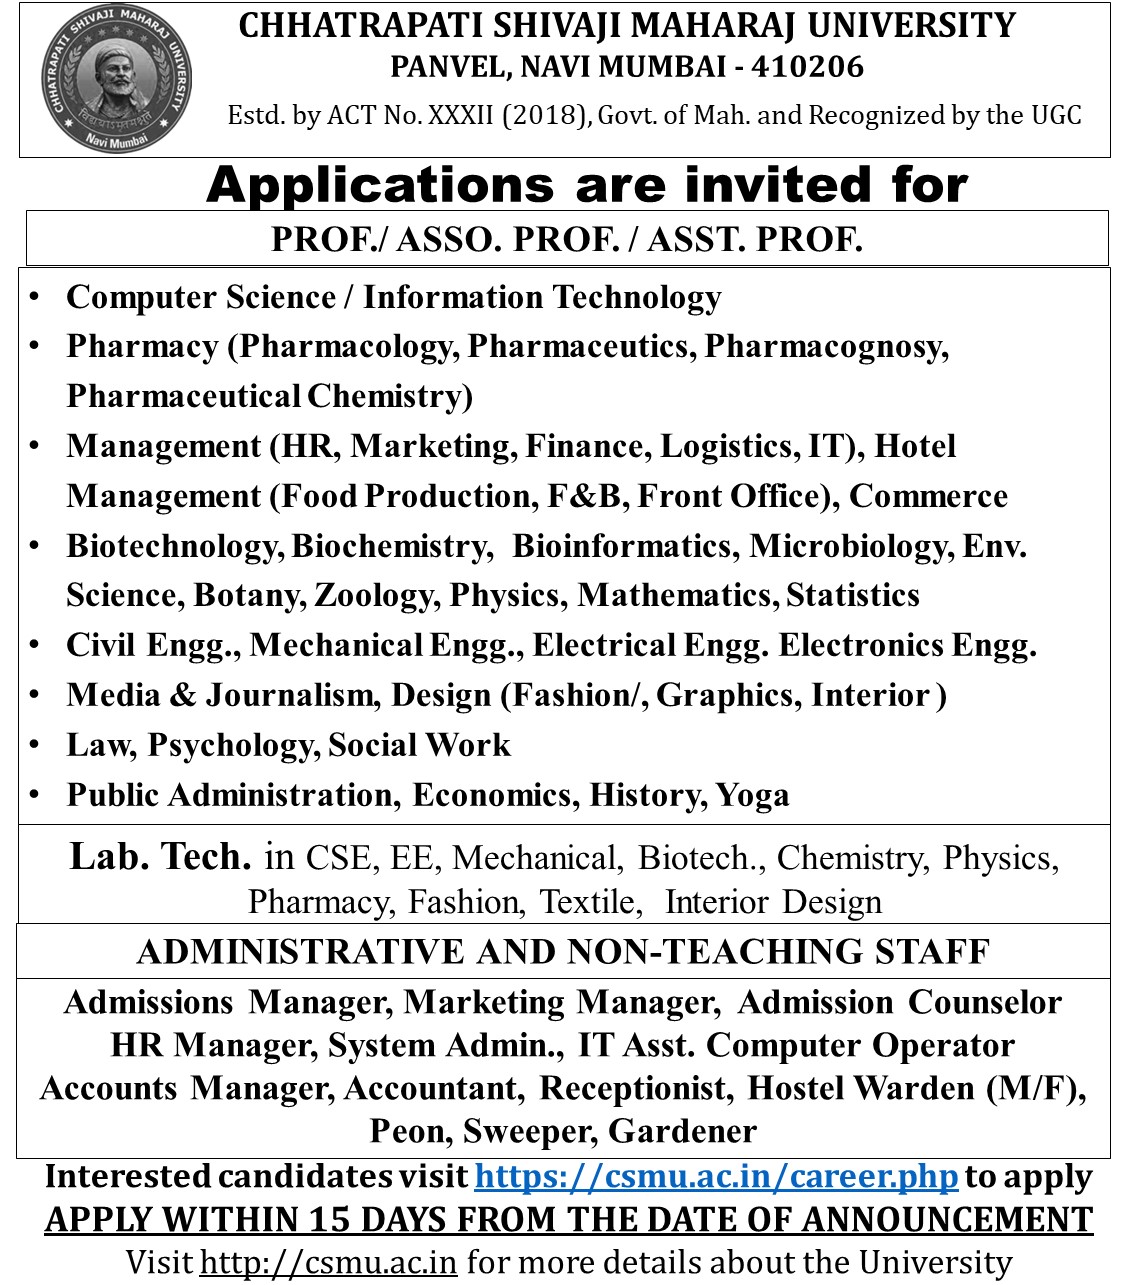 CHHATRAPATI SHIVAJI MAHARAJ UNIVERSITY
Navi Mumbai
CHHATRAPATI SHIVAJI MAHARAJ UNIVERSITY
PANVEL, NAVI MUMBAI - 410206
Estd. by ACT No. XXXII (2018), Govt. of Mah. and Recognized by the UGC
Applications are invited for
PROF./ ASSO. PROF. / ASST. PROF.
• Computer Science / Information Technology
• Pharmacy (Pharmacology, Pharmaceutics, Pharmacognosy,
Pharmaceutical Chemistry)
• Management (HR, Marketing, Finance, Logistics, IT), Hotel
Management (Food Production, F&B, Front Office), Commerce
• Biotechnology, Biochemistry, Bioinformatics, Microbiology, Env.
Science, Botany, Zoology, Physics, Mathematics, Statistics
• Civil Engg., Mechanical Engg., Electrical Engg. Electronics Engg.
• Media & Journalism, Design (Fashion/, Graphics, Interior )
• Law, Psychology, Social Work
• Public Administration, Economics, History, Yoga
Lab. Tech. in CSE, EE, Mechanical, Biotech., Chemistry, Physics,
Pharmacy, Fashion, Textile, Interior Design
ADMINISTRATIVE AND NON-TEACHING STAFF
Admissions Manager, Marketing Manager, Admission Counselor
HR Manager, System Admin., IT Asst. Computer Operator
Accounts Manager, Accountant, Receptionist, Hostel Warden (M/F),
Peon, Sweeper, Gardener
Interested candidates visit https://csmu.ac.in/career.php to apply
APPLY WITHIN 15 DAYS FROM THE DATE OF ANNOUNCEMENT
Visit http://csmu.ac.in for more details about the University